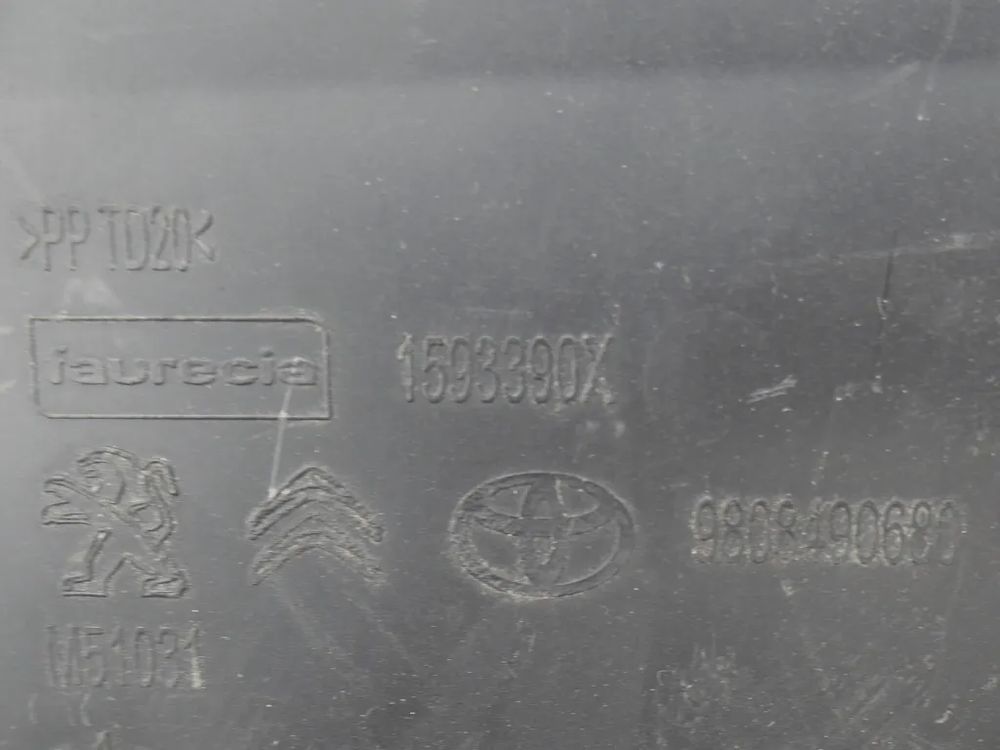 >PP TD20<
faurecia
1593390X
9808490680
M51031